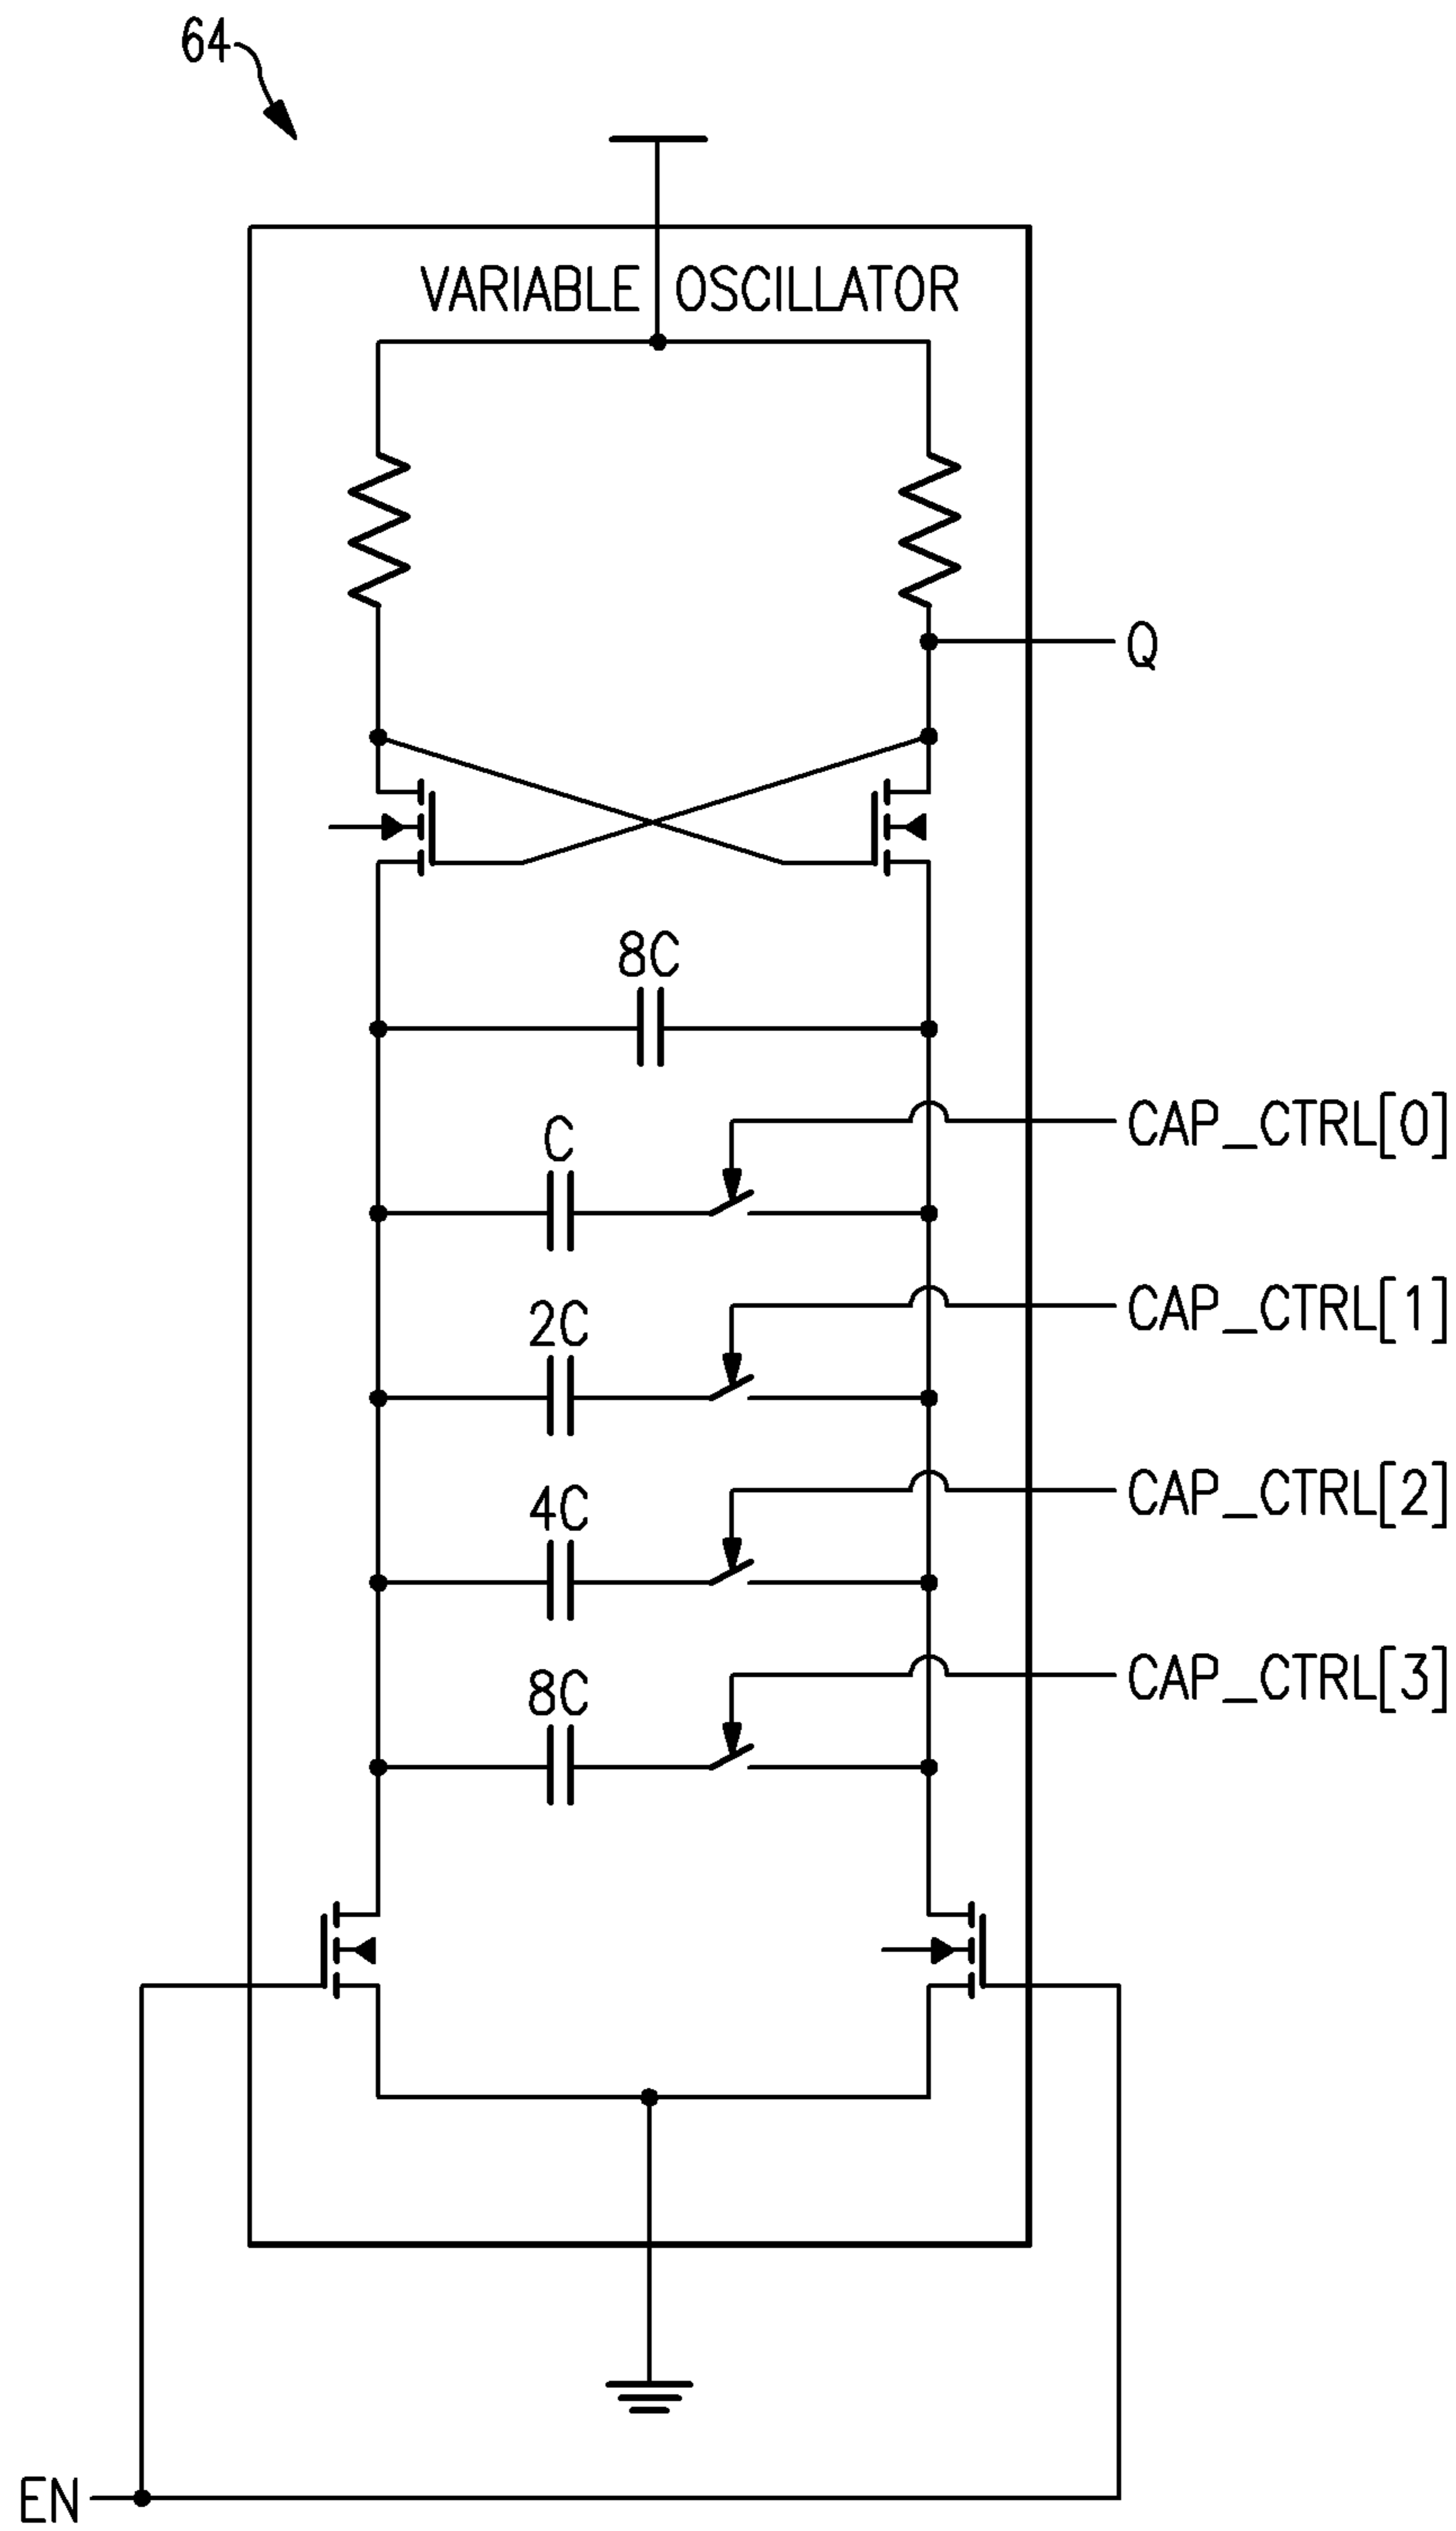 64
VARIABLE OSCILLATOR
Q
8C
CAP_CTRL[0]
C
CAP_CTRL[1]
2C
CAP_CTRL[2]
4C
CAP_CTRL[3]
8C
EN